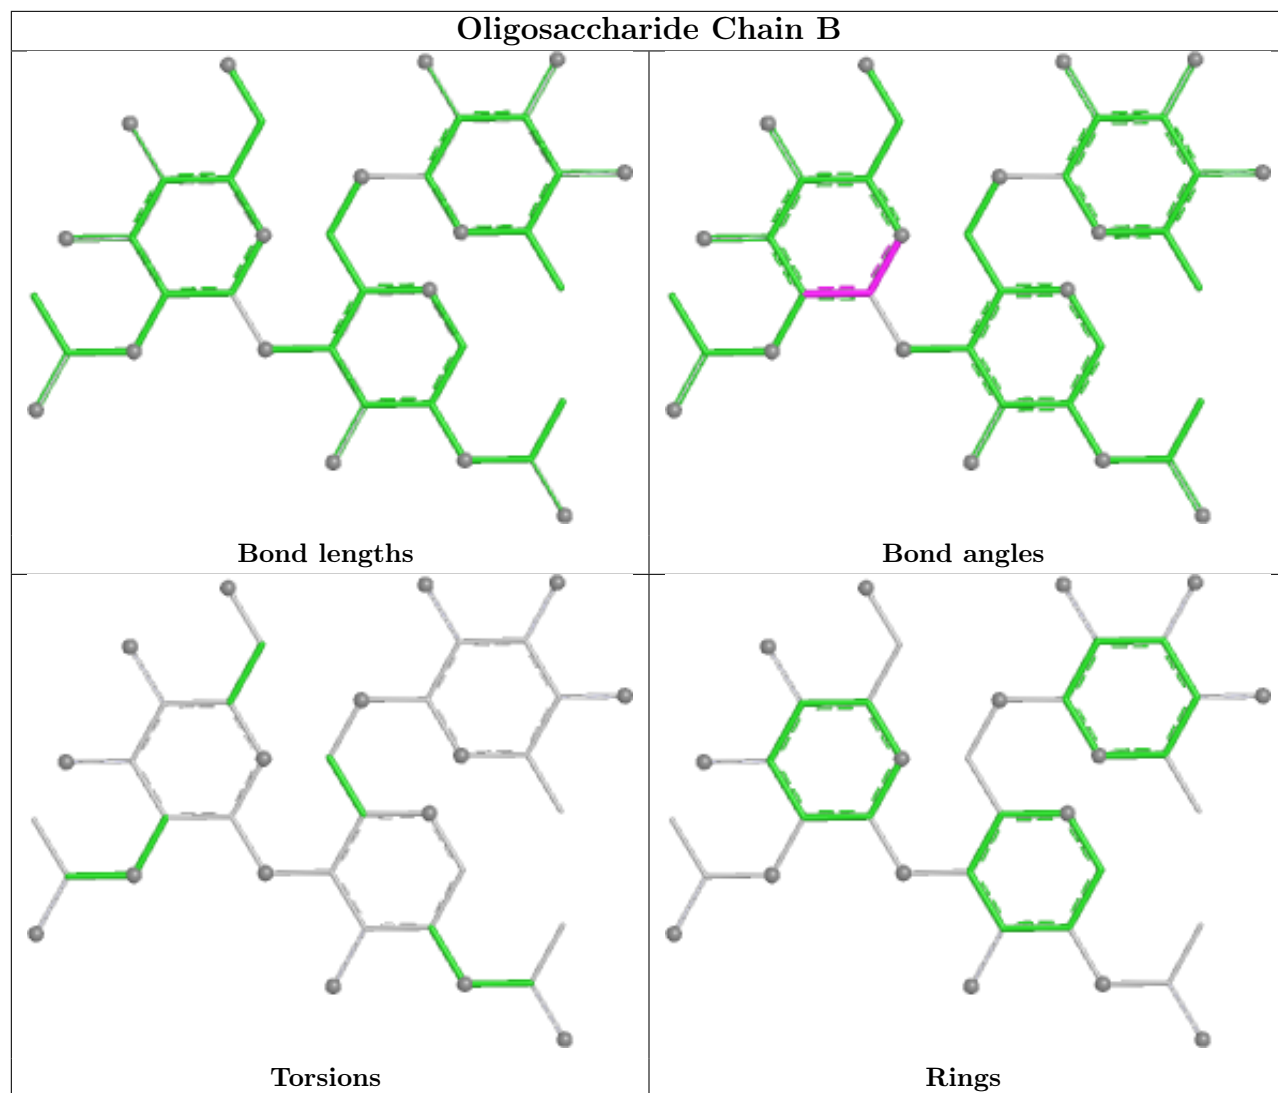 Oligosaccharide Chain B
Bond lengths
Bond angles
Torsions
Rings